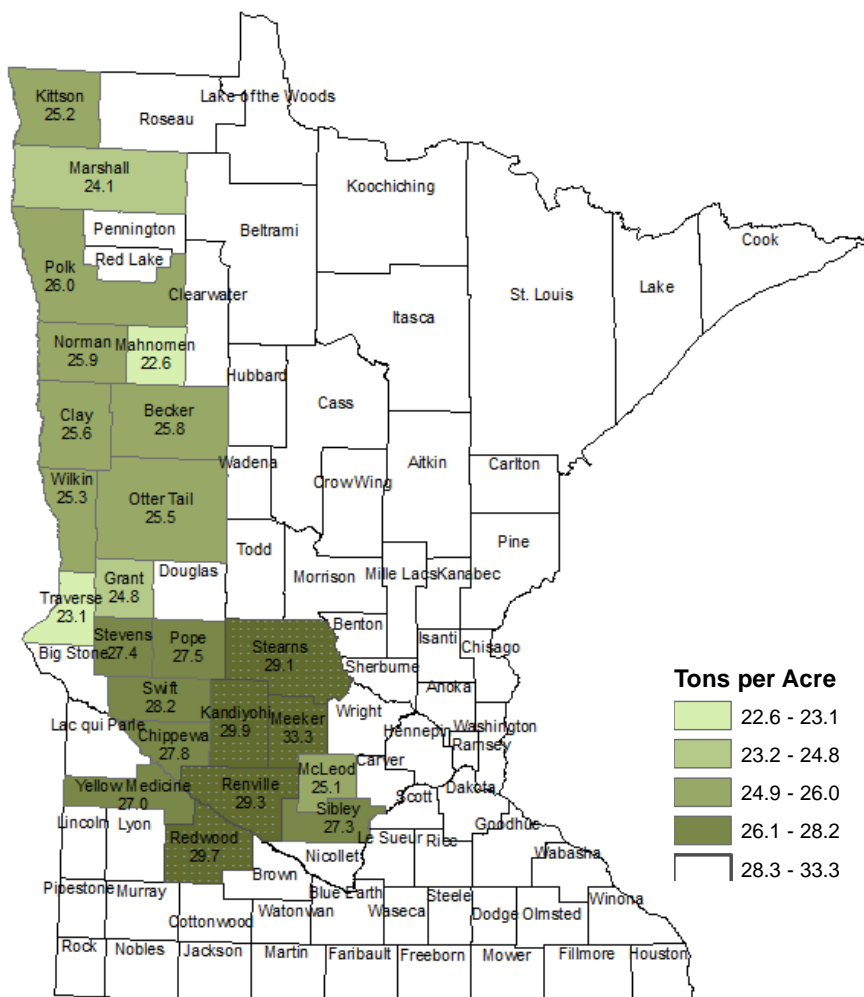 Kittson
25.2
Roseau
Lake of the Woods
Marshall
24.1
Koochiching
Pennington
Beltrami
Cook
Red Lake
Polk
26.0
Clearwater
St. Louis
Lake
Itasca
Norman
25.9
Mahnomen
22.6
Hubbard
Cass
Becker
25.8
Clay
25.6
Wadena
Aitkin
Carlton
Wilkin
25.3
Crow Wing
Otter Tail
25.5
Pine
Todd
Douglas
Grant
24.8
Morrison
Mille Lacs
Kanabec
Traverse
23.1
Benton
Stevens
27.4
Pope
27.5
Stearns
29.1
Isanti
Chisago
Big Stone
Sherburne
Swift
28.2
Anoka
Kandiyohi
29.9
Meeker
33.3
Wright
Lac qui Parle
Washington
Hennepin
Chippewa
27.8
Ramsey
McLeod
25.1
Carver
Yellow Medicine
27.0
Renville
29.3
Dakota
Scott
Sibley
27.3
Lincoln
Lyon
Goodhue
Redwood
29.7
Le Sueur
Rice
Nicollet
Wabasha
Brown
Pipestone
Murray
Blue Earth
Steele
Winona
Cottonwood
Watonwan
Waseca
Dodge
Olmsted
Rock
Nobles
Jackson
Martin
Faribault
Freeborn
Mower
Fillmore
Houston
Tons per Acre
22.6 - 23.1
23.2 - 24.8
24.9 - 26.0
26.1 - 28.2
28.3 - 33.3